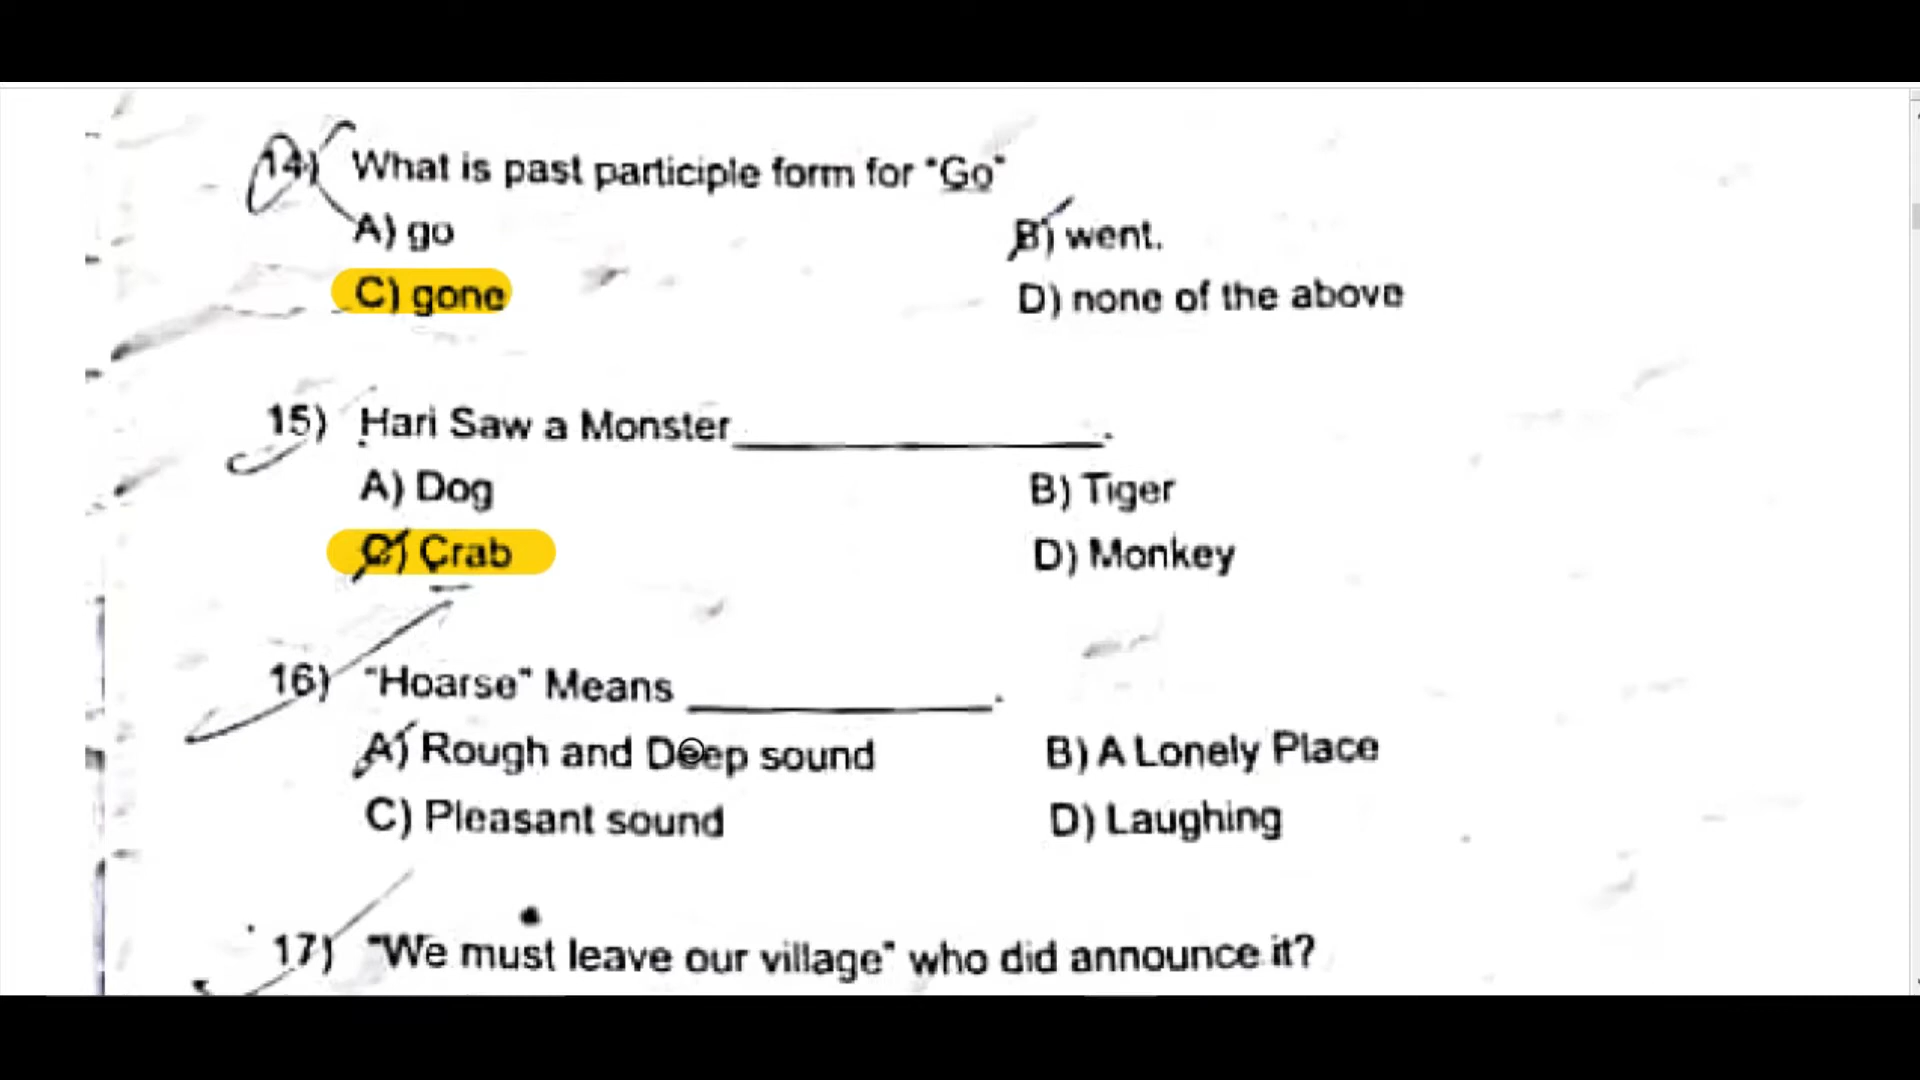 14) What is past participle form for "Go"
A) go B) went.
C) gone D) none of the above
15) Hari Saw a Monster ____________.
A) Dog B) Tiger
C) Crab D) Monkey
16) "Hoarse" Means ____________.
A) Rough and Deep sound B) A Lonely Place
C) Pleasant sound D) Laughing
17) "We must leave our village" who did announce it?